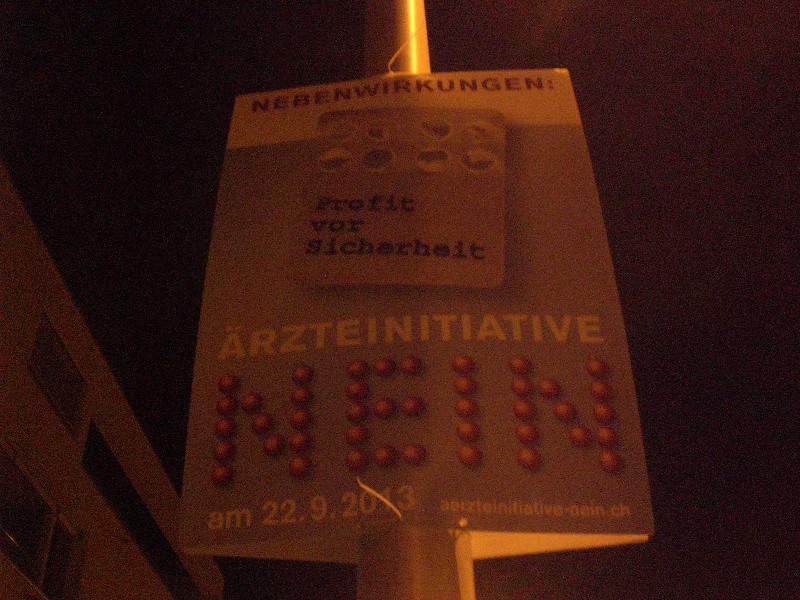 NEBENWIRKUNGEN:
Profit
vor
Sicherheit
ÄRZTEINITIATIVE
NEIN
am 22.9.2013 aerzteinitiative-nein.ch